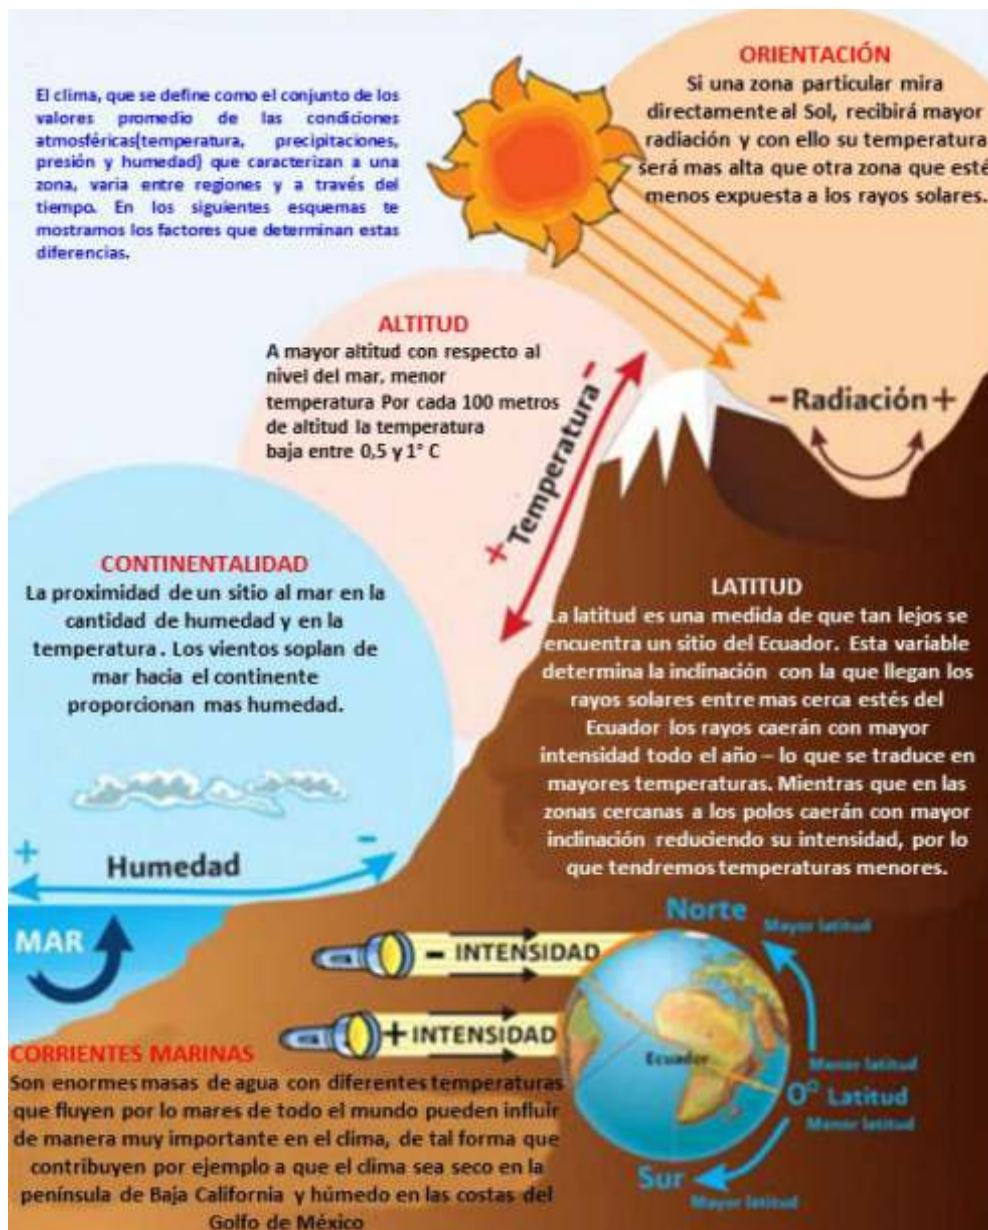 El clima, que se define como el conjunto de los
valores promedio de las condiciones
atmosféricas(temperatura, precipitaciones,
presión y humedad) que caracterizan a una
zona, varia entre regiones y a través del
tiempo. En los siguientes esquemas te
mostramos los factores que determinan estas
diferencias.
ORIENTACIÓN
Si una zona particular mira
directamente al Sol, recibirá mayor
radiación y con ello su temperatura
será mas alta que otra zona que esté
menos expuesta a los rayos solares.
ALTITUD
A mayor altitud con respecto al
nivel del mar, menor
temperatura Por cada 100 metros
de altitud la temperatura
baja entre 0,5 y 1° C
+ Temperatura -
- Radiación +
CONTINENTALIDAD
La proximidad de un sitio al mar en la
cantidad de humedad y en la
temperatura. Los vientos soplan de
mar hacia el continente
proporcionan mas humedad.
+ Humedad -
MAR
LATITUD
La latitud es una medida de que tan lejos se
encuentra un sitio del Ecuador. Esta variable
determina la inclinación con la que llegan los
rayos solares entre mas cerca estés del
Ecuador los rayos caerán con mayor
intensidad todo el año – lo que se traduce en
mayores temperaturas. Mientras que en las
zonas cercanas a los polos caerán con mayor
inclinación reduciendo su intensidad, por lo
que tendremos temperaturas menores.
Norte
Mayor latitud
- INTENSIDAD
+ INTENSIDAD
Ecuador
Menor latitud
0° Latitud
Menor latitud
Sur
Mayor latitud
CORRIENTES MARINAS
Son enormes masas de agua con diferentes temperaturas
que fluyen por lo mares de todo el mundo pueden influir
de manera muy importante en el clima, de tal forma que
contribuyen por ejemplo a que el clima sea seco en la
península de Baja California y húmedo en las costas del
Golfo de México